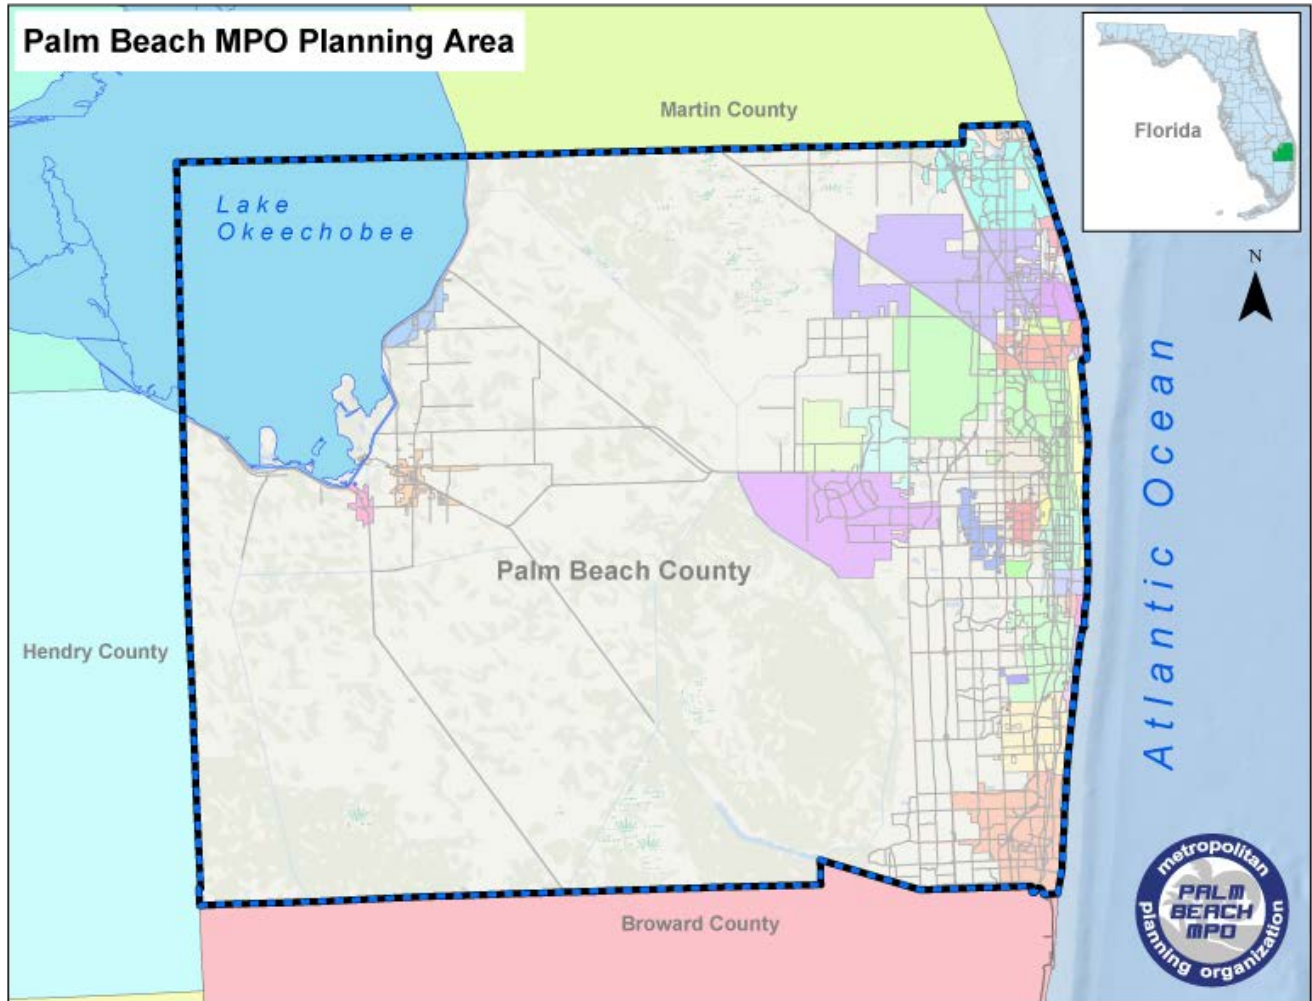 Palm Beach MPO Planning Area
Martin County
Florida
Lake
Okeechobee
N
Atlantic Ocean
Palm Beach County
Hendry County
Broward County
metropolitan
PALM
BEACH
MPO
planning organization